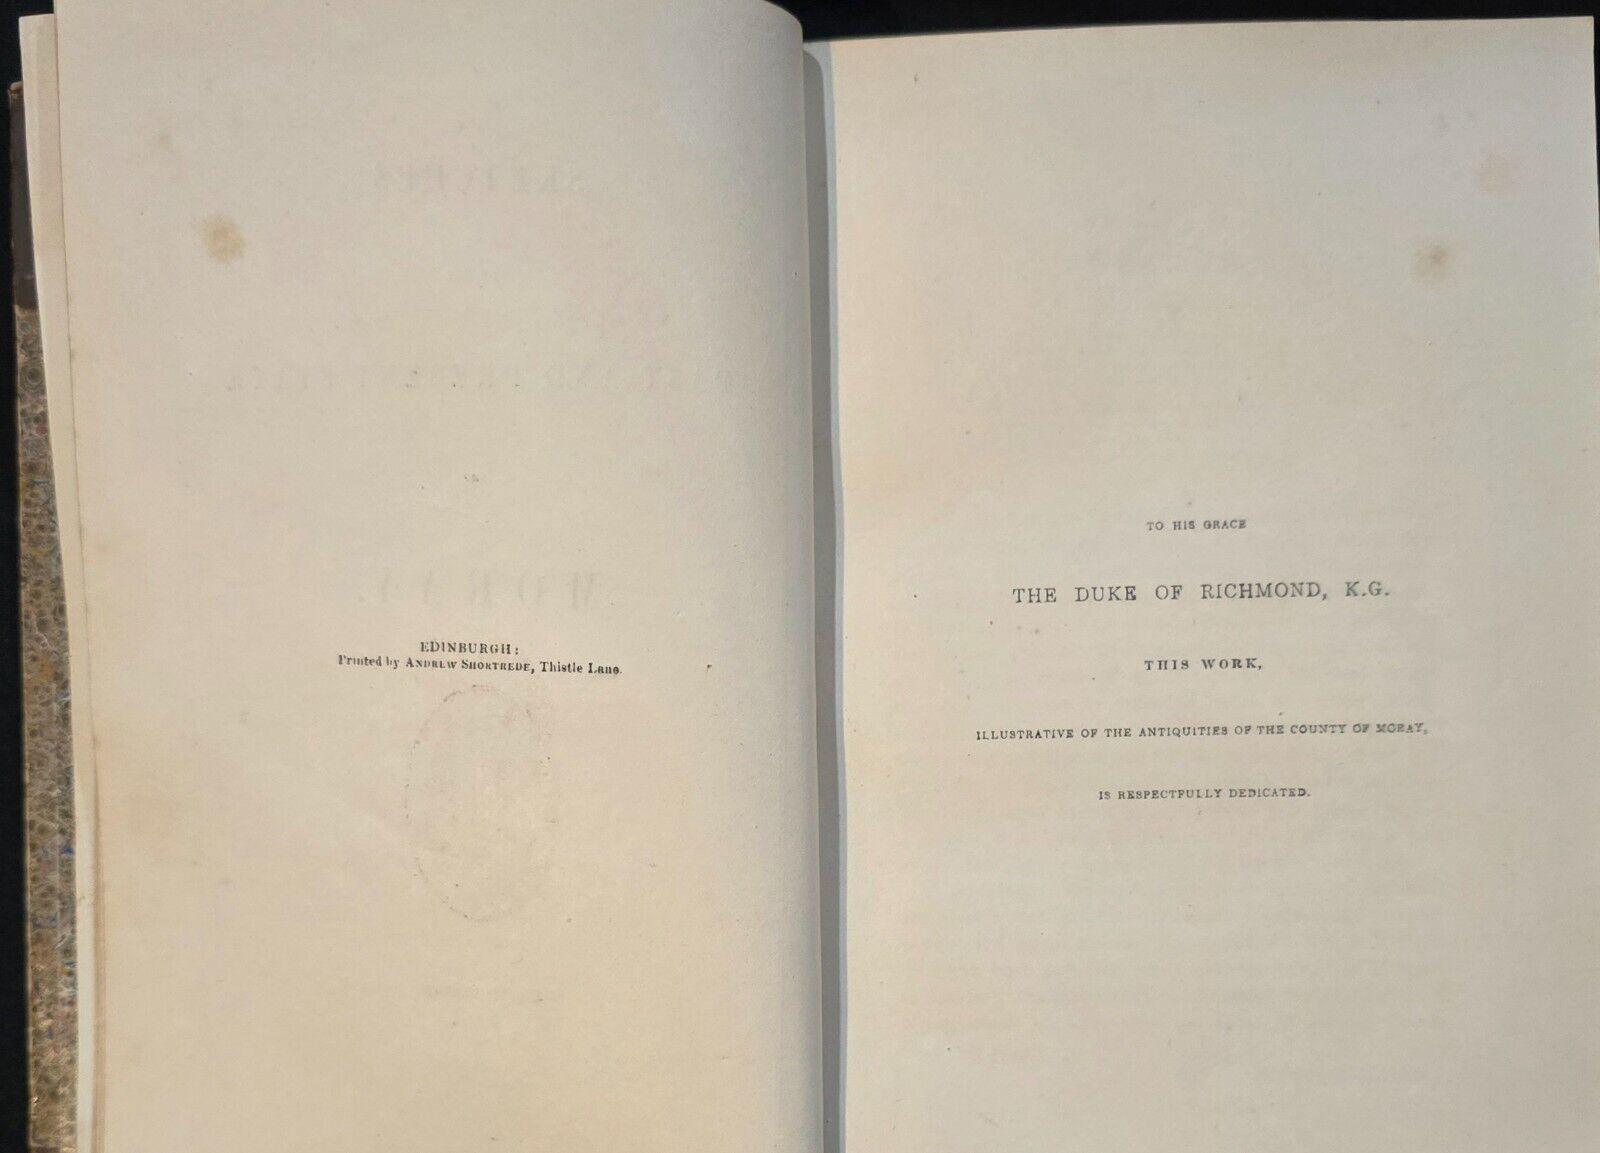 EDINBURGH:
Printed by ANDREW SHORTREDE, Thistle Lane.
TO HIS GRACE
THE DUKE OF RICHMOND, K.G.
THIS WORK,
ILLUSTRATIVE OF THE ANTIQUITIES OF THE COUNTY OF MORAY,
IS RESPECTFULLY DEDICATED.